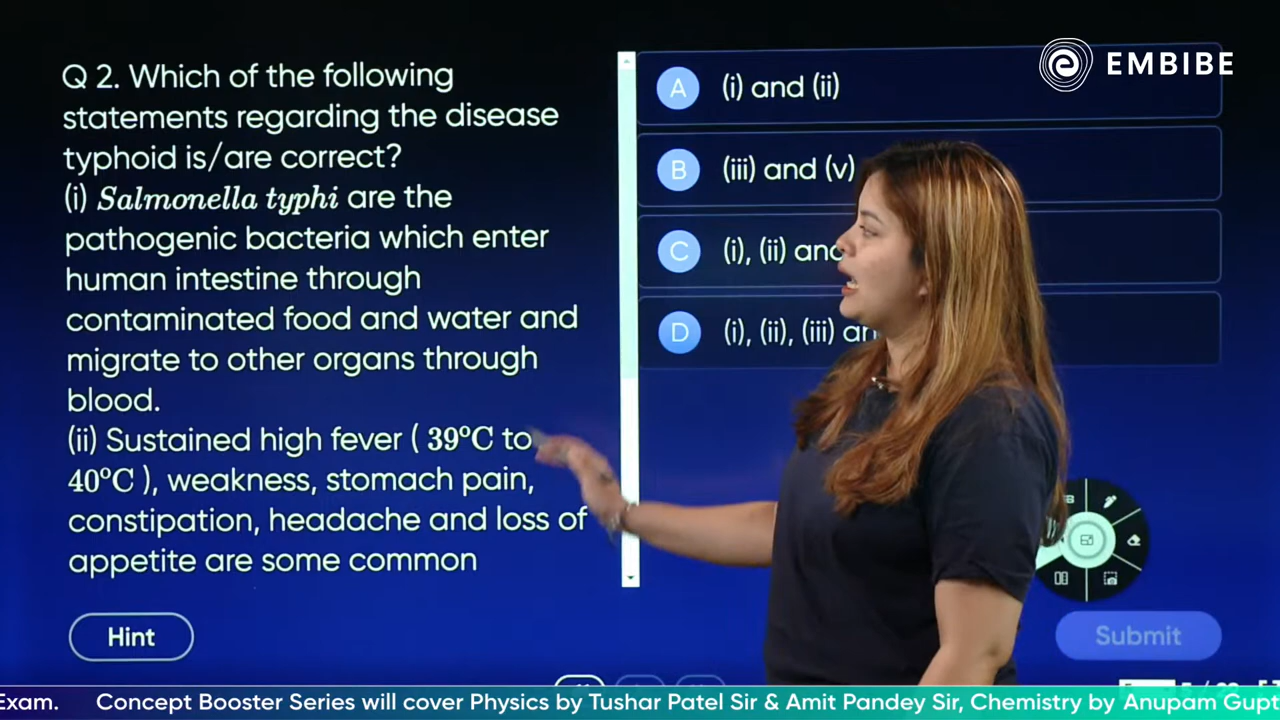 EMBIBE
Q 2. Which of the following
statements regarding the disease
typhoid is/are correct?
(i) Salmonella typhi are the
pathogenic bacteria which enter
human intestine through
contaminated food and water and
migrate to other organs through
blood.
(ii) Sustained high fever ( 39°C to
40°C ), weakness, stomach pain,
constipation, headache and loss of
appetite are some common
A (i) and (ii)
B (iii) and (v)
C (i), (ii) and
D (i), (ii), (iii)
Hint
Submit
Exam. Concept Booster Series will cover Physics by Tushar Patel Sir & Amit Pandey Sir, Chemistry by Anupam Gupt